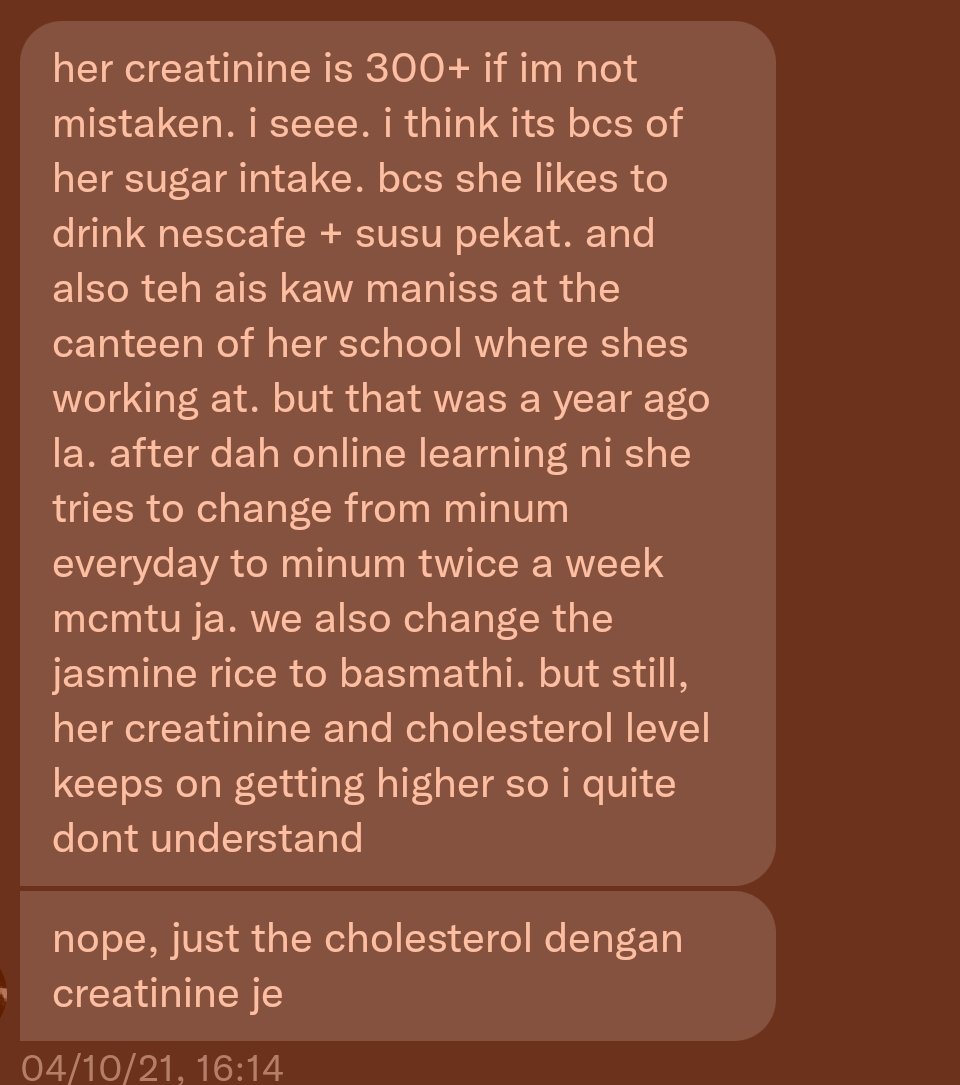 her creatinine is 300+ if im not
mistaken. i seee. i think its bcs of
her sugar intake. bcs she likes to
drink nescafe + susu pekat. and
also teh ais kaw maniss at the
canteen of her school where shes
working at. but that was a year ago
la. after dah online learning ni she
tries to change from minum
everyday to minum twice a week
mcmtu ja. we also change the
jasmine rice to basmathi. but still,
her creatinine and cholesterol level
keeps on getting higher so i quite
dont understand
nope, just the cholesterol dengan
creatinine je
04/10/21, 16:14